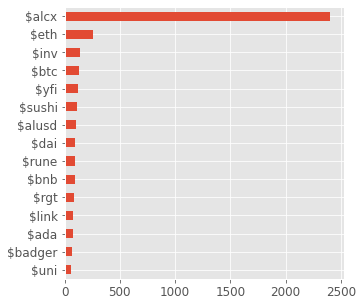 $alcx
$eth
$inv
$btc
$yfi
$sushi
$alusd
$dai
$rune
$bnb
$rgt
$link
$ada
$badger
$uni
0 500 1000 1500 2000 2500